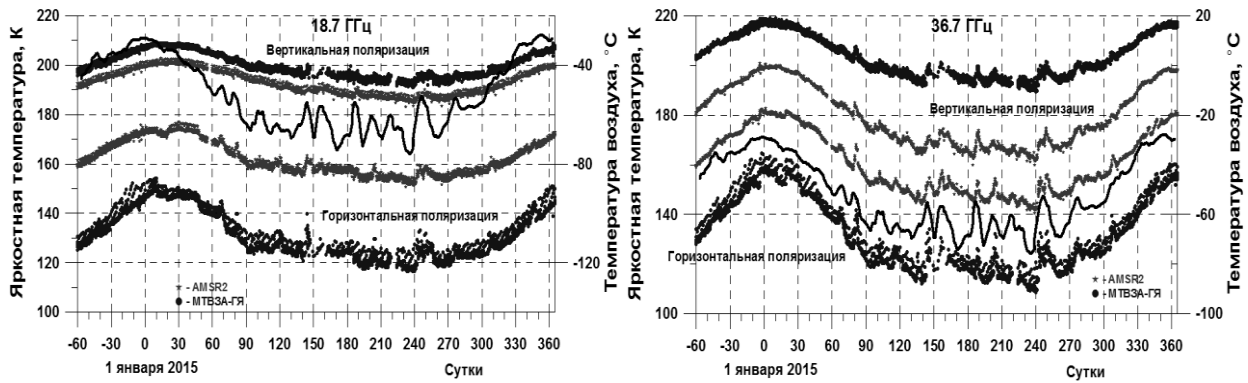 18.7 ГГц
Яркостная температура, К
220
200
180
160
140
120
100
Вертикальная поляризация
Горизонтальная поляризация
- AMSR2
- МТВЗА-ГЯ
Температура воздуха, °С
-40
-80
-120
-60 -30 0 30 60 90 120 150 180 210 240 270 300 330 360
1 января 2015 Сутки
36.7 ГГц
Яркостная температура, К
220
200
180
160
140
120
100
Вертикальная поляризация
Горизонтальная поляризация
- AMSR2
- МТВЗА-ГЯ
Температура воздуха, °С
20
0
-20
-40
-60
-80
-100
-60 -30 0 30 60 90 120 150 180 210 240 270 300 330 360
1 января 2015 Сутки